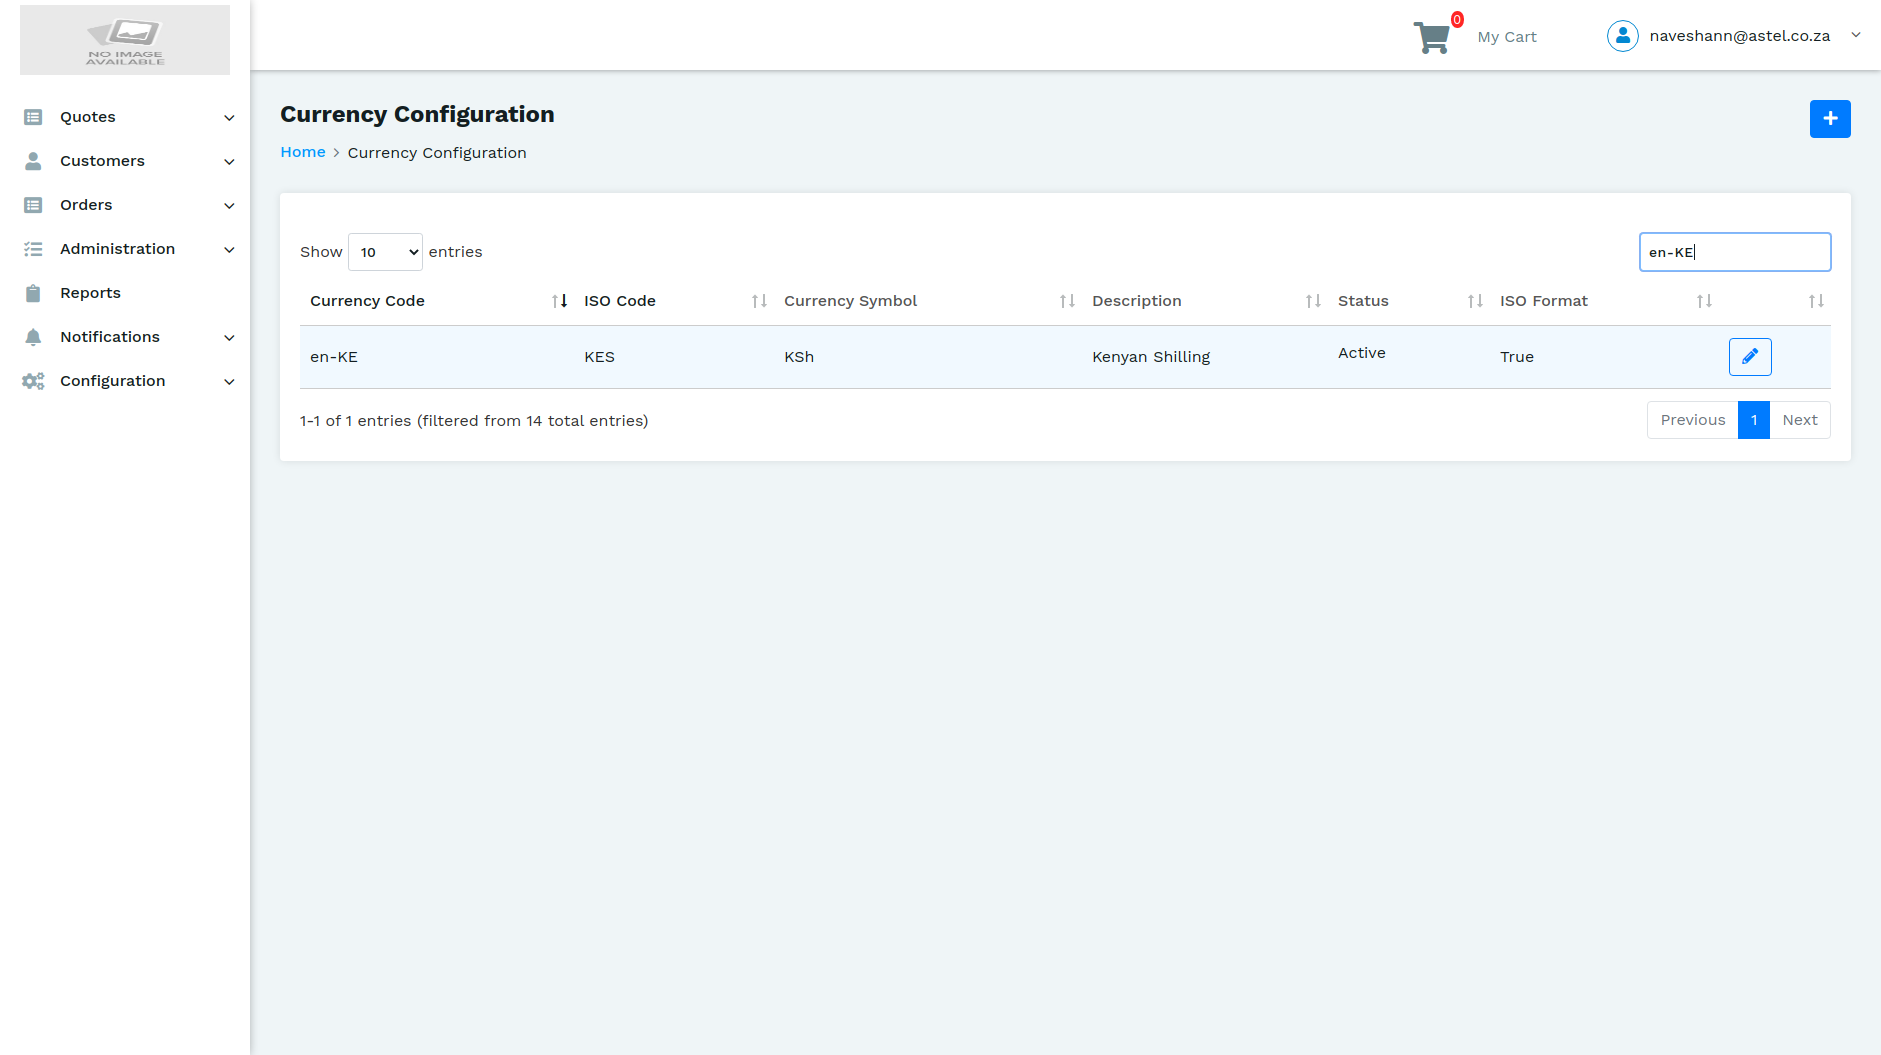 NO IMAGE
AVAILABLE
0
My Cart
naveshann@astel.co.za
Quotes
Customers
Orders
Administration
Reports
Notifications
Configuration
Currency Configuration
Home > Currency Configuration
Show 10 entries
en-KE
Currency Code ISO Code Currency Symbol Description Status ISO Format
en-KE KES KSh Kenyan Shilling Active True
1-1 of 1 entries (filtered from 14 total entries)
Previous 1 Next